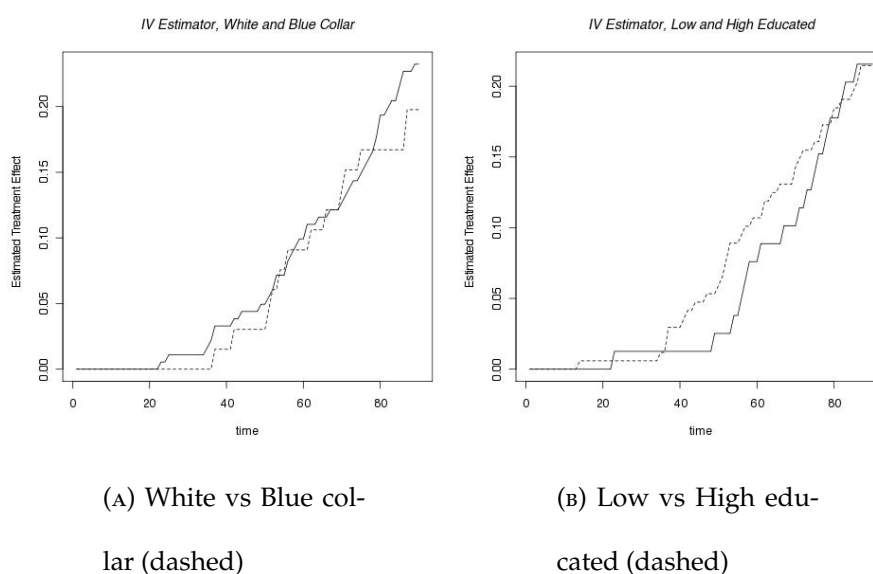 IV Estimator, White and Blue Collar
Estimated Treatment Effect
0.00 0.05 0.10 0.15 0.20
0 20 40 60 80
time
(A) White vs Blue col-
lar (dashed)
IV Estimator, Low and High Educated
Estimated Treatment Effect
0.00 0.05 0.10 0.15 0.20
0 20 40 60 80
time
(B) Low vs High edu-
cated (dashed)